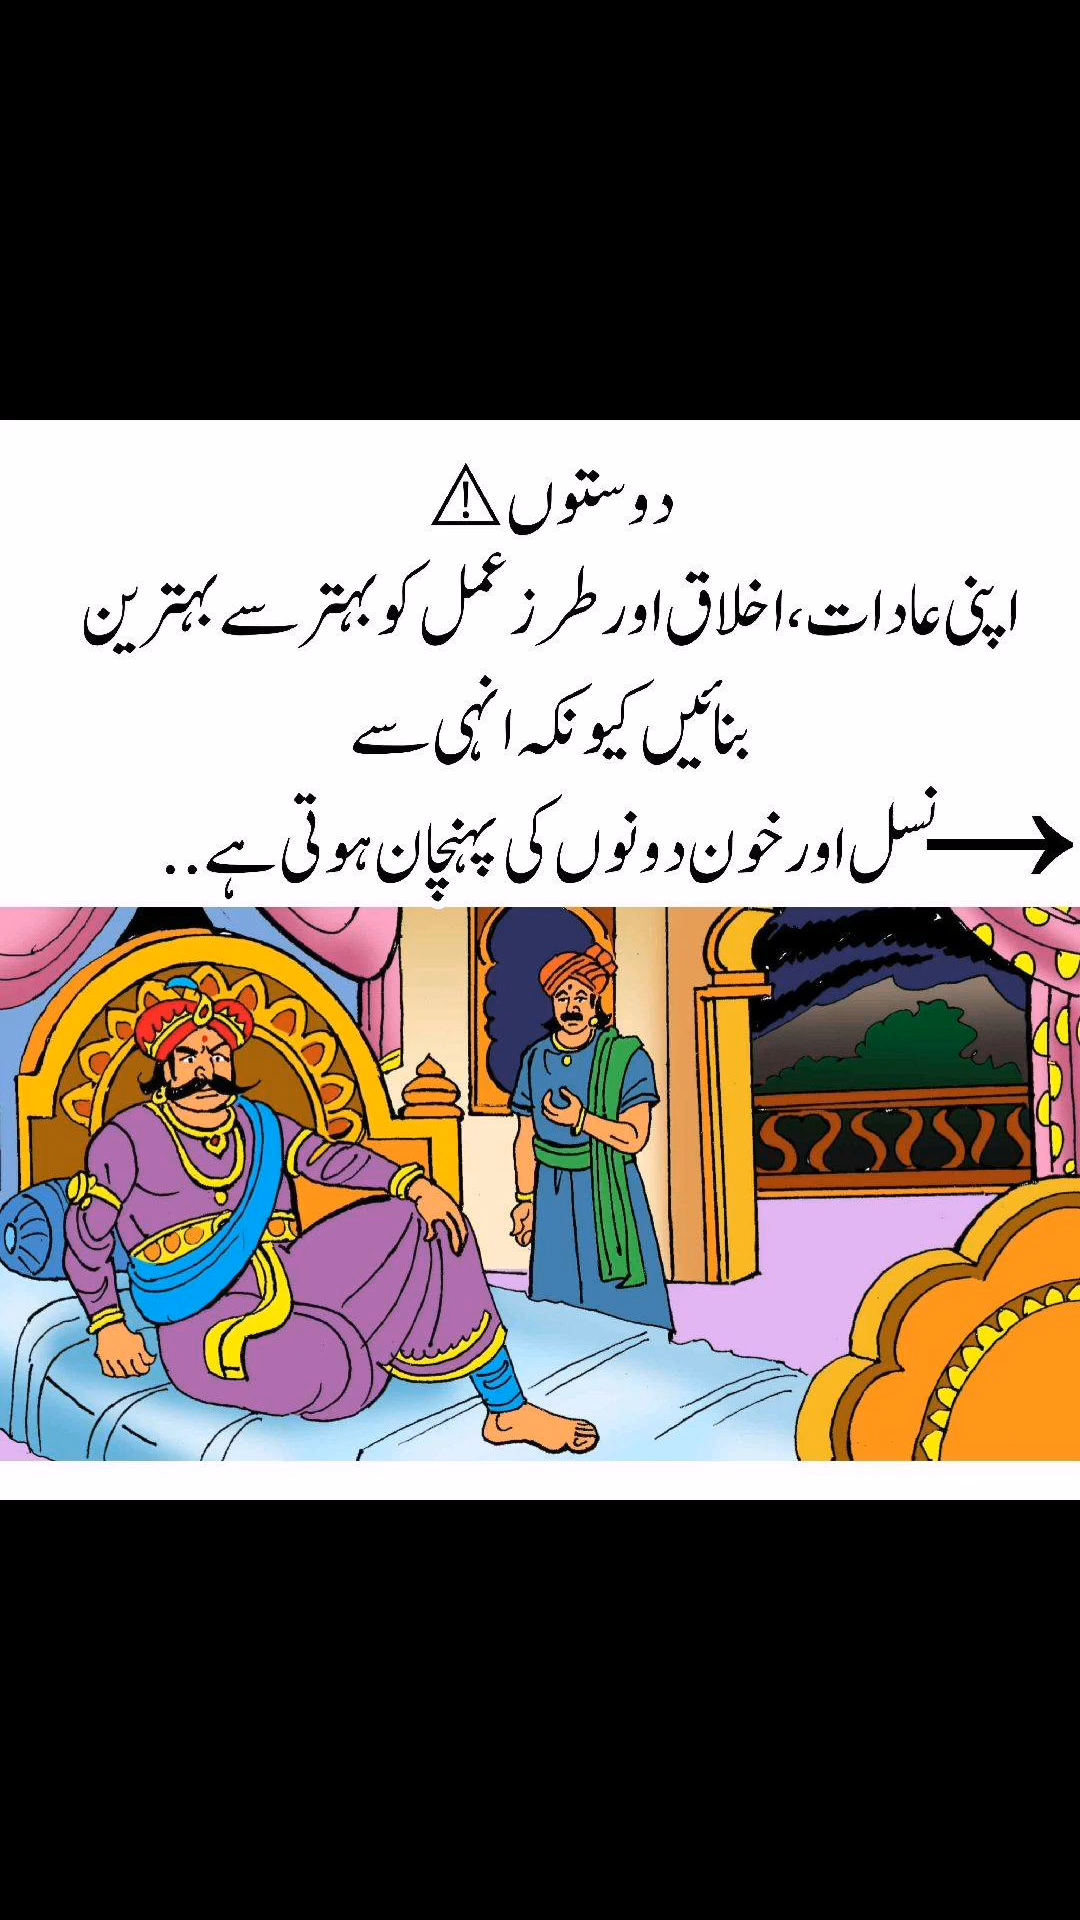 دوستوں⚠
اپنی عادات، اخلاق اور طرز عمل کو بہتر سے بہترین
بنائیں کیونکہ انہی سے
→نسل اور خون دونوں کی پہنچان ہوتی ہے..